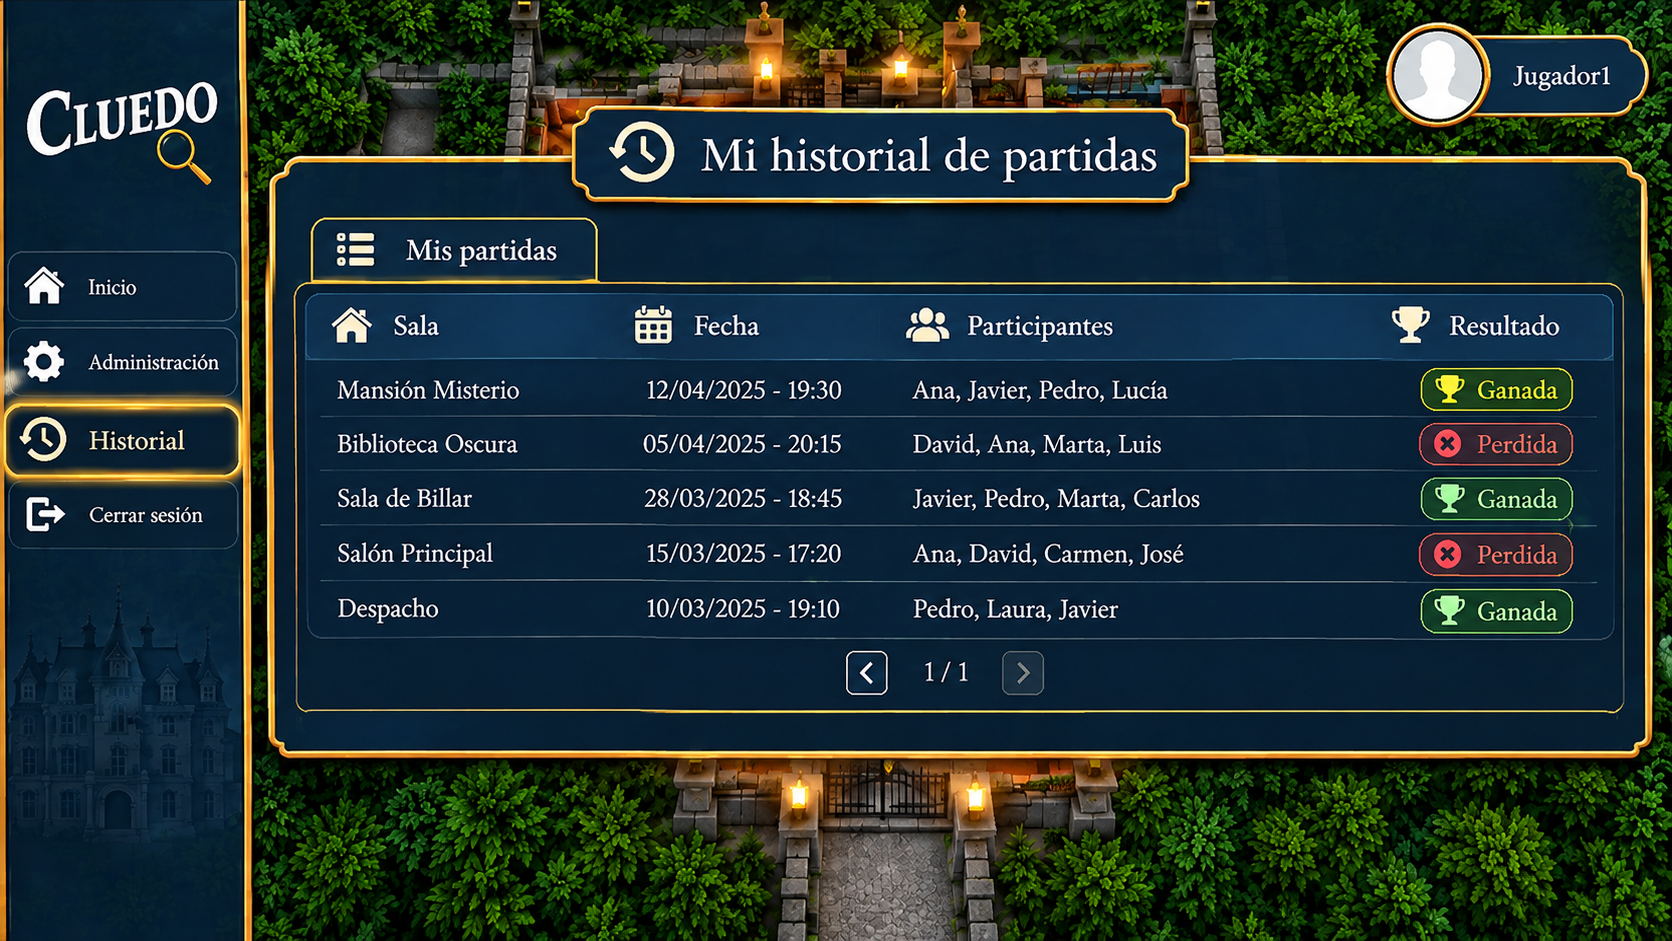 CLUEDO
Inicio
Administración
Historial
Cerrar sesión
Jugador1
Mi historial de partidas
Mis partidas
Sala Fecha Participantes Resultado
Mansión Misterio 12/04/2025 - 19:30 Ana, Javier, Pedro, Lucía Ganada
Biblioteca Oscura 05/04/2025 - 20:15 David, Ana, Marta, Luis Perdida
Sala de Billar 28/03/2025 - 18:45 Javier, Pedro, Marta, Carlos Ganada
Salón Principal 15/03/2025 - 17:20 Ana, David, Carmen, José Perdida
Despacho 10/03/2025 - 19:10 Pedro, Laura, Javier Ganada
1 / 1